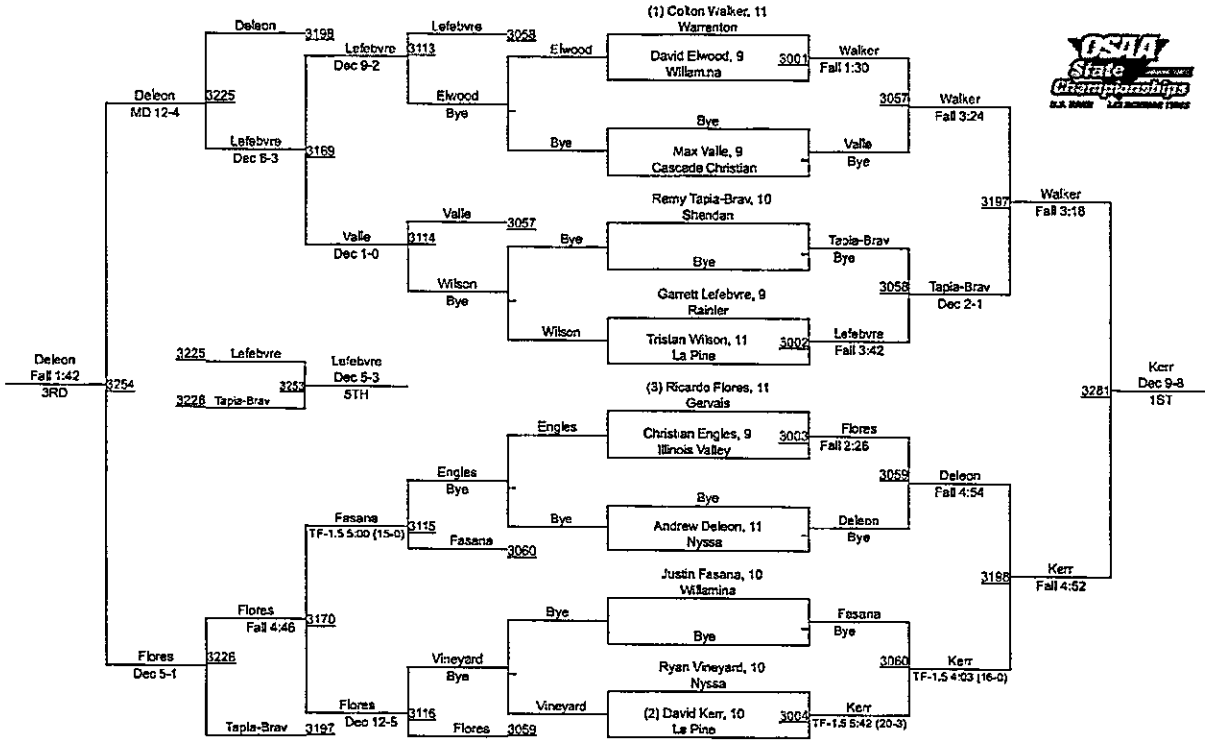 (1) Colton Walker, 11
Warrenton
David Elwood, 9
Willamina
3001
Walker
Fall 1:30
Bye
Max Valle, 9
Cascade Christian
Valle
Bye
3057
Walker
Fall 3:24
Remy Tapia-Brav, 10
Sheridan
Bye
Tapia-Brav
Bye
Garrett Lefebvre, 9
Rainier
Tristan Wilson, 11
La Pine
3002
Lefebvre
Fall 3:42
3058
Tapia-Brav
Dec 2-1
3197
Walker
Fall 3:18
(3) Ricardo Flores, 11
Gervais
Christian Engles, 9
Illinois Valley
3003
Flores
Fall 2:26
Bye
Andrew Deleon, 11
Nyssa
Deleon
Bye
3059
Deleon
Fall 4:54
Justin Fasana, 10
Willamina
Bye
Fasana
Bye
Ryan Vineyard, 10
Nyssa
(2) David Kerr, 10
La Pine
3004
Kerr
TF-1.5 5:42 (20-3)
3060
Kerr
TF-1.5 4:03 (16-0)
3198
Kerr
Fall 4:52
3281
Kerr
Dec 9-8
1ST
Deleon
3198
Lefebvre
3058
Elwood
Bye
Elwood
Bye
3113
Lefebvre
Dec 9-2
Valle
3057
Bye
Wilson
Wilson
Bye
3114
Valle
Dec 1-0
3169
Lefebvre
Dec 6-3
3225
Deleon
MD 12-4
3225
Lefebvre
3226
Tapia-Brav
3253
Lefebvre
Dec 5-3
5TH
3254
Deleon
Fall 1:42
3RD
Engles
Bye
Engles
Bye
Fasana
3060
3115
Fasana
TF-1.5 5:00 (15-0)
Bye
Vineyard
Vineyard
Bye
Flores
3059
3116
Flores
Dec 12-5
3170
Flores
Fall 4:46
Tapia-Brav
3197
3226
Flores
Dec 5-1
OSAA
State
Championships